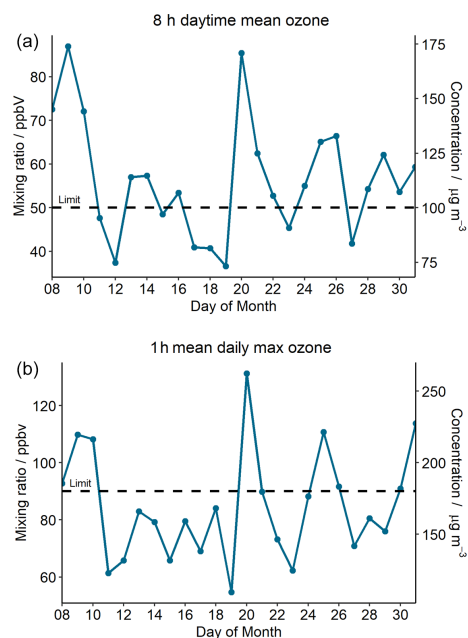 8 h daytime mean ozone
(a)
Mixing ratio / ppbV
Concentration / µg m−3
80
70
60
50
40
175
150
125
100
75
Limit
08 10 12 14 16 18 20 22 24 26 28 30
Day of Month
1h mean daily max ozone
(b)
Mixing ratio / ppbv
Concentration / µg m−3
120
100
80
60
250
200
150
Limit
08 10 12 14 16 18 20 22 24 26 28 30
Day of Month